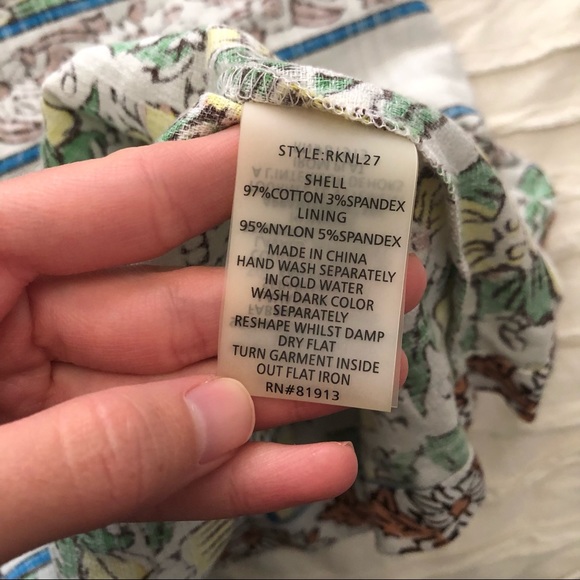 STYLE:RKNL27
SHELL
97%COTTON 3%SPANDEX
LINING
95%NYLON 5%SPANDEX
MADE IN CHINA
HAND WASH SEPARATELY
IN COLD WATER
WASH DARK COLOR
SEPARATELY
RESHAPE WHILST DAMP
DRY FLAT
TURN GARMENT INSIDE
OUT FLAT IRON
RN#81913